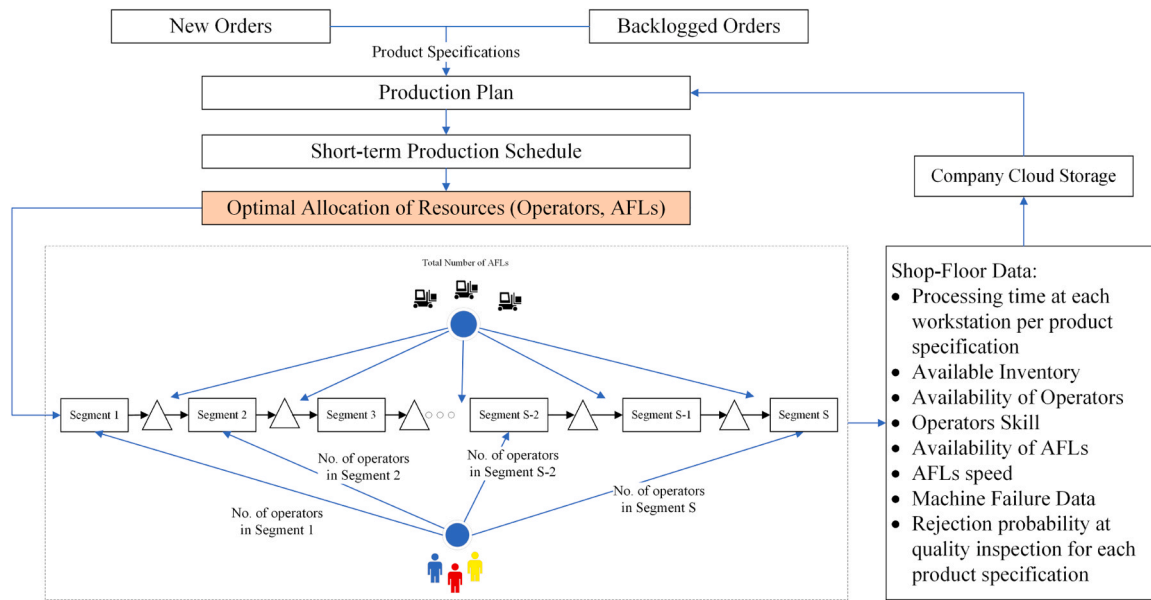 New Orders
Backlogged Orders
Product Specifications
Production Plan
Short-term Production Schedule
Company Cloud Storage
Optimal Allocation of Resources (Operators, AFLs)
Total Number of AFLs
Segment 1
Segment 2
Segment 3
Segment S-2
Segment S-1
Segment S
No. of operators
in Segment 1
No. of operators
in Segment 2
No. of operators
in Segment S-2
No. of operators
in Segment S
Shop-Floor Data:
• Processing time at each
workstation per product
specification
• Available Inventory
• Availability of Operators
• Operators Skill
• Availability of AFLs
• AFLs speed
• Machine Failure Data
• Rejection probability at
quality inspection for each
product specification